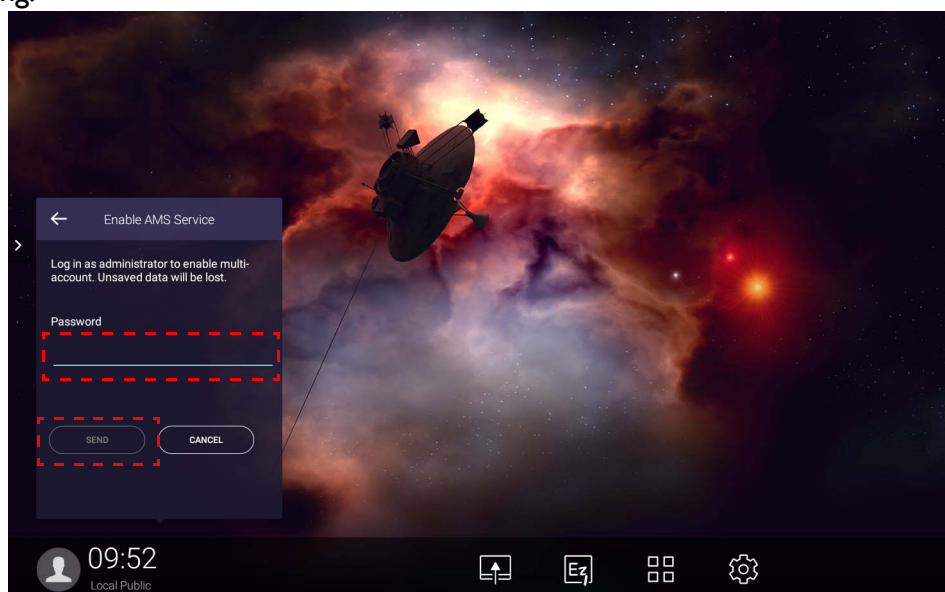 Enable AMS Service
Log in as administrator to enable multi-
account. Unsaved data will be lost.
Password
SEND
CANCEL
09:52
Local Public